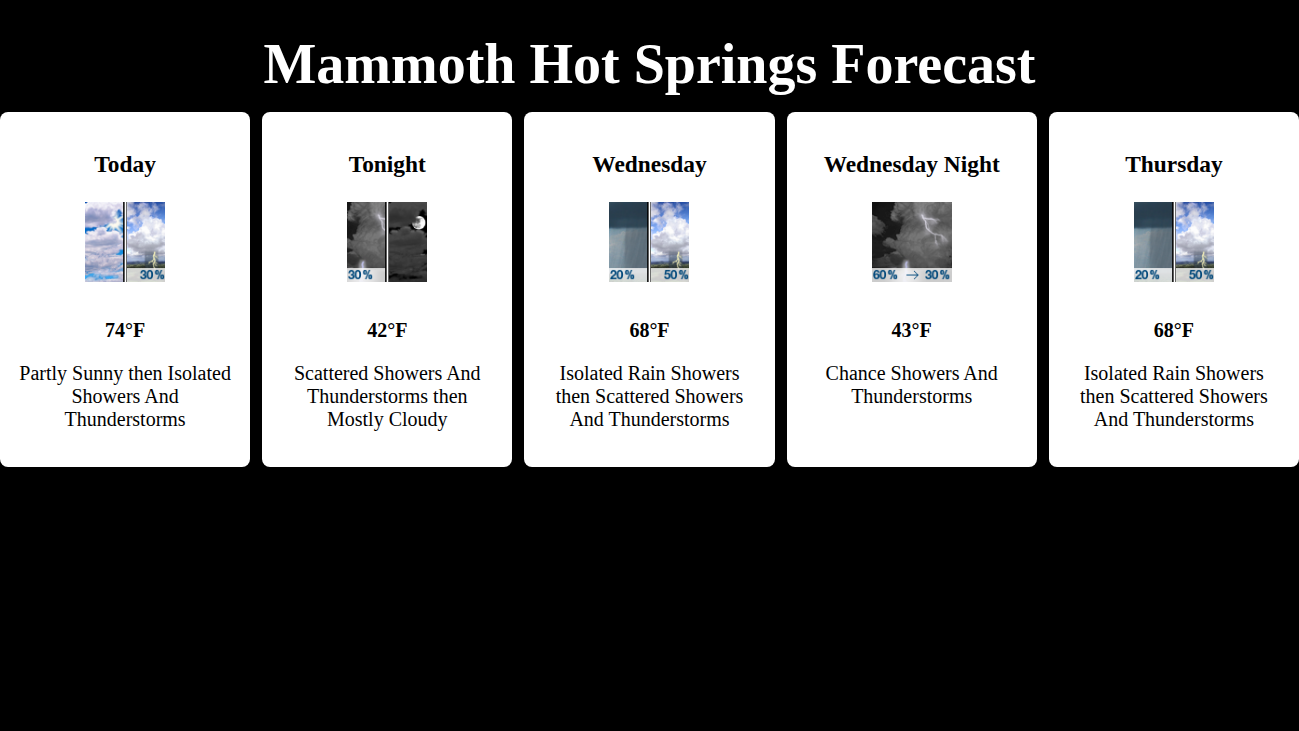 Mammoth Hot Springs Forecast
Today
30%
74°F
Partly Sunny then Isolated
Showers And
Thunderstorms
Tonight
30%
42°F
Scattered Showers And
Thunderstorms then
Mostly Cloudy
Wednesday
20% 50%
68°F
Isolated Rain Showers
then Scattered Showers
And Thunderstorms
Wednesday Night
60% → 30%
43°F
Chance Showers And
Thunderstorms
Thursday
20% 50%
68°F
Isolated Rain Showers
then Scattered Showers
And Thunderstorms